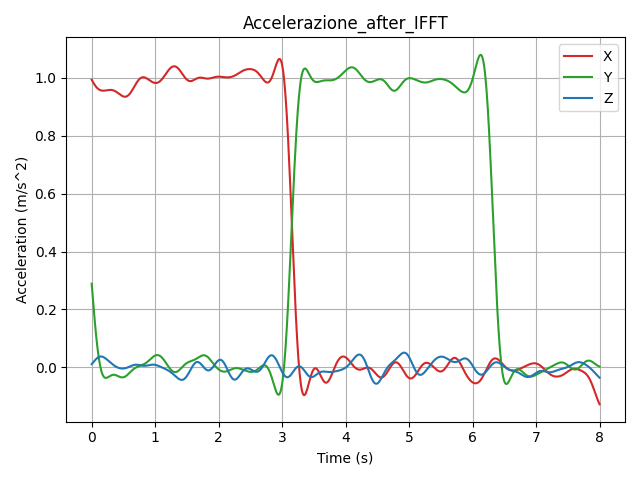 Accelerazione_after_IFFT
Acceleration (m/s^2)
1.0
0.8
0.6
0.4
0.2
0.0
X
Y
Z
0 1 2 3 4 5 6 7 8
Time (s)